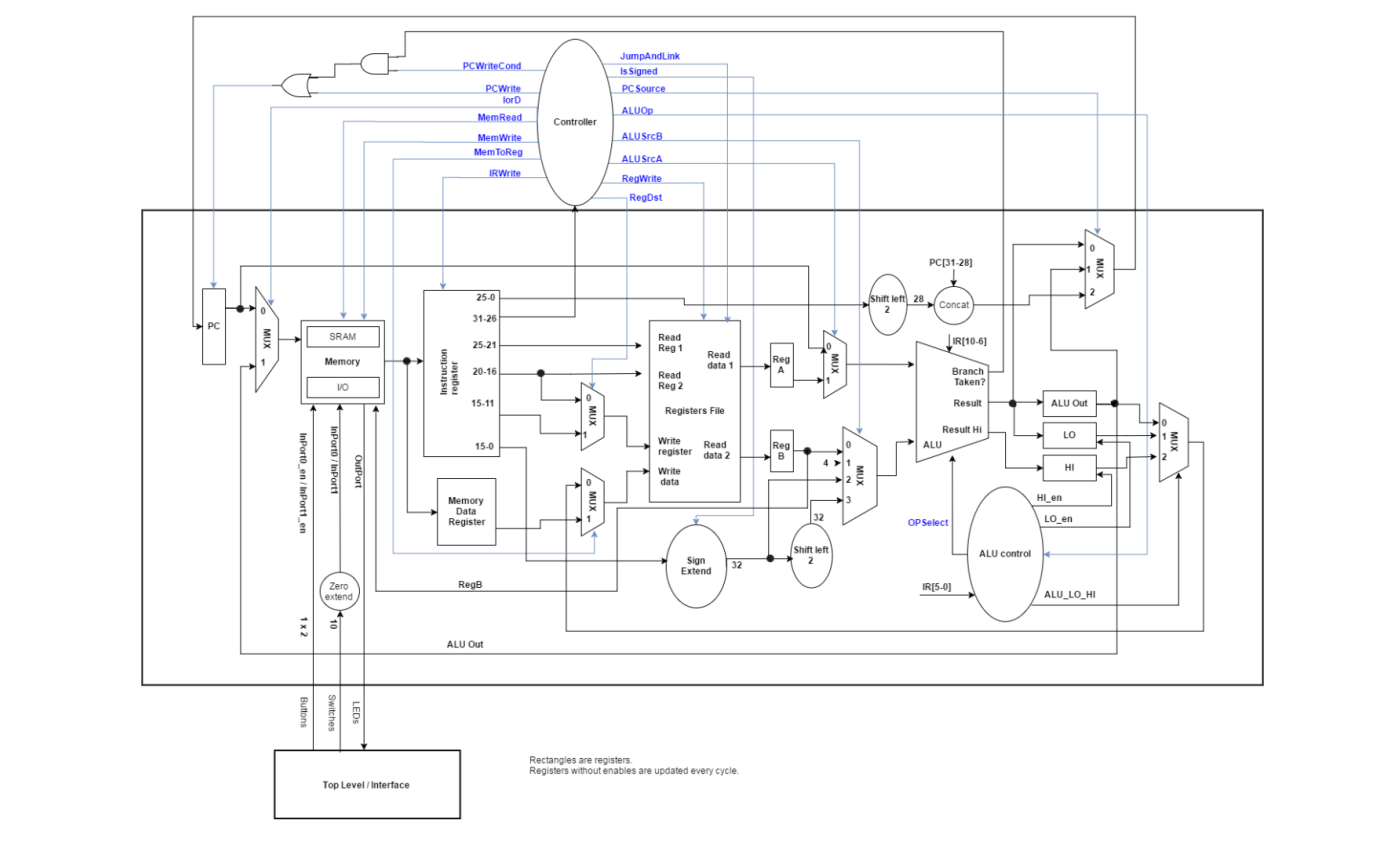 PCWriteCond
PCWrite
IorD
MemRead
MemWrite
MemToReg
IRWrite
Controller
JumpAndLink
IsSigned
PCSource
ALUOp
ALUSrcB
ALUSrcA
RegWrite
RegDst
PC
0
MUX
1
SRAM
Memory
I/O
Instruction
register
25-0
31-26
25-21
20-16
15-11
15-0
Memory
Data
Register
0
MUX
1
0
MUX
1
Read
Reg 1
Read
Reg 2
Read
data 1
Registers File
Write
register
Write
data
Read
data 2
Reg
A
Reg
B
0
MUX
1
0
4
1
2
3
MUX
Sign
Extend
32
Shift left
2
32
Shift left
2
28
PC[31-28]
Concat
0
1
2
MUX
IR[10-6]
Branch
Taken?
Result
Result Hi
ALU
ALU Out
LO
HI
0
1
2
MUX
HI_en
LO_en
OPSelect
ALU control
IR[5-0]
ALU_LO_HI
InPort0_en / InPort1_en
InPort0 / InPort1
OutPort
Zero
extend
RegB
1 x 2
10
ALU Out
Buttons
Switches
LEDs
Top Level / Interface
Rectangles are registers.
Registers without enables are updated every cycle.